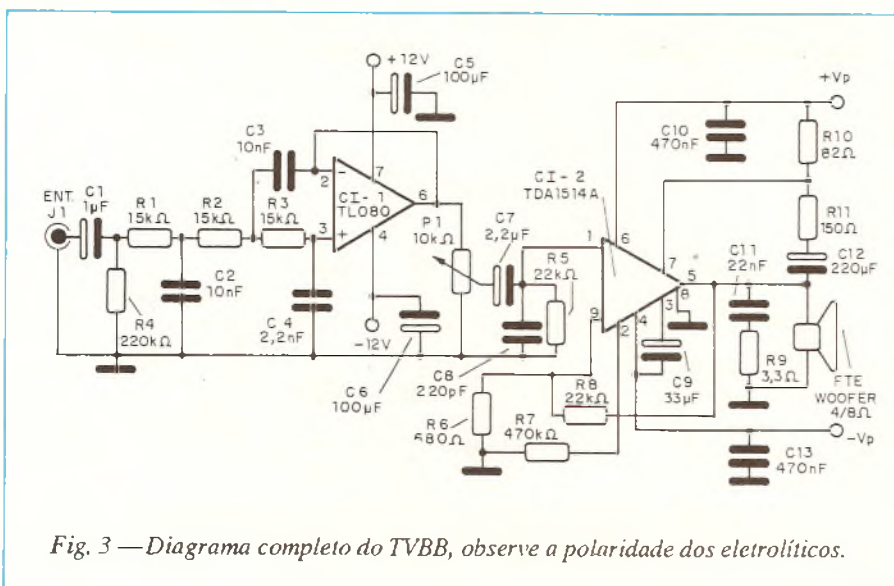 +12V
C5
100µF
C3
10nF
ENT.
J1
C1
1µF
R1
15kΩ
R2
15kΩ
R3
15kΩ
R4
220kΩ
C2
10nF
C4
2,2nF
2
-
3
+
7
6
4
CI-1
TL080
-12V
C6
100µF
P1
10kΩ
C7
2,2µF
R5
22kΩ
C8
220pF
CI-2
TDA1514A
1
6
7
5
8
3
4
2
9
R8
22kΩ
R6
680Ω
R7
470kΩ
C9
33µF
C10
470nF
+Vp
R10
82Ω
R11
150Ω
C12
220µF
C11
22nF
R9
3,3Ω
FTE
WOOFER
4/8Ω
-Vp
C13
470nF
Fig. 3 — Diagrama completo do TVBB, observe a polaridade dos eletrolíticos.